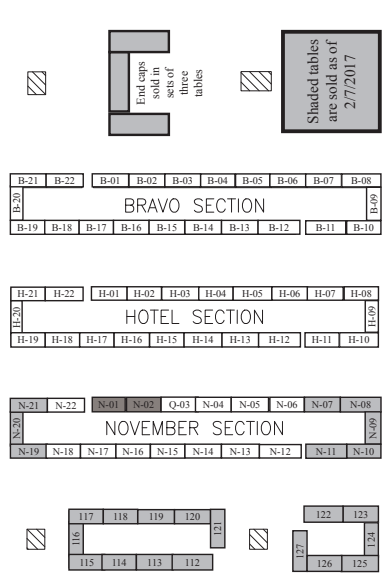 End caps
sold in
sets of
three
tables
Shaded tables
are sold as of
2/7/2017
B-21 B-22 B-01 B-02 B-03 B-04 B-05 B-06 B-07 B-08
B-20 BRAVO SECTION B-09
B-19 B-18 B-17 B-16 B-15 B-14 B-13 B-12 B-11 B-10
H-21 H-22 H-01 H-02 H-03 H-04 H-05 H-06 H-07 H-08
H-20 HOTEL SECTION H-09
H-19 H-18 H-17 H-16 H-15 H-14 H-13 H-12 H-11 H-10
N-21 N-22 N-01 N-02 Q-03 N-04 N-05 N-06 N-07 N-08
N-20 NOVEMBER SECTION N-09
N-19 N-18 N-17 N-16 N-15 N-14 N-13 N-12 N-11 N-10
117 118 119 120 122 123
116 121 127 124
115 114 113 112 126 125